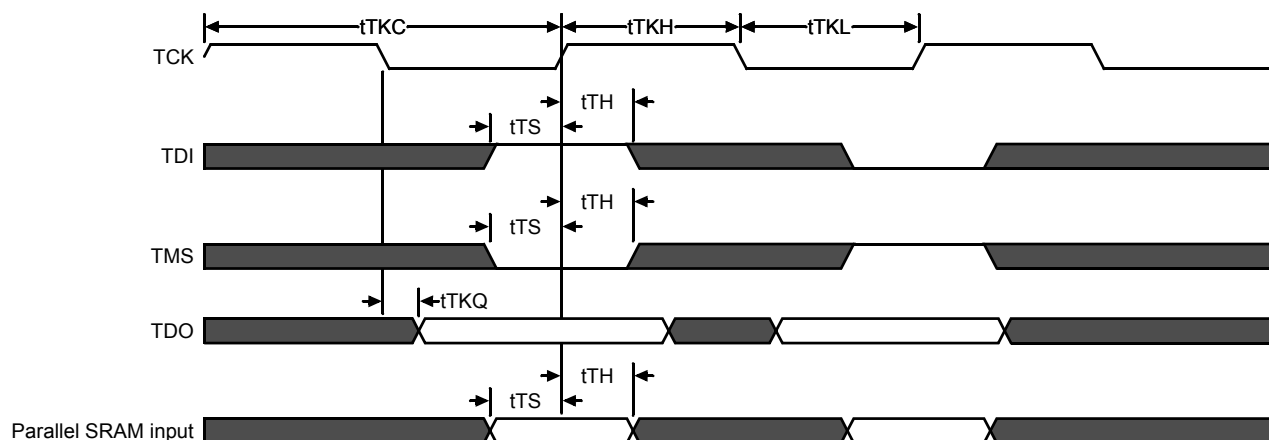 tTKC tTKH tTKL
TCK
tTH
tTS
TDI
tTH
tTS
TMS
tTKQ
TDO
tTH
tTS
Parallel SRAM input